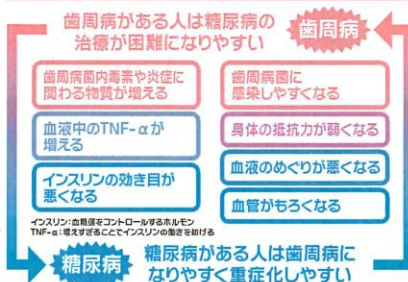 歯周病がある人は糖尿病の
治療が困難になりやすい
歯周病
歯周病菌内毒素や炎症に
関わる物質が増える
血液中のTNF-αが
増える
インスリンの効き目が
悪くなる
インスリン:血糖値をコントロールするホルモン
TNF-α:増えすぎることでインスリンの働きを妨げる
歯周病菌に
感染しやすくなる
身体の抵抗力が弱くなる
血液のめぐりが悪くなる
血管がもろくなる
糖尿病
糖尿病がある人は歯周病に
なりやすく重症化しやすい